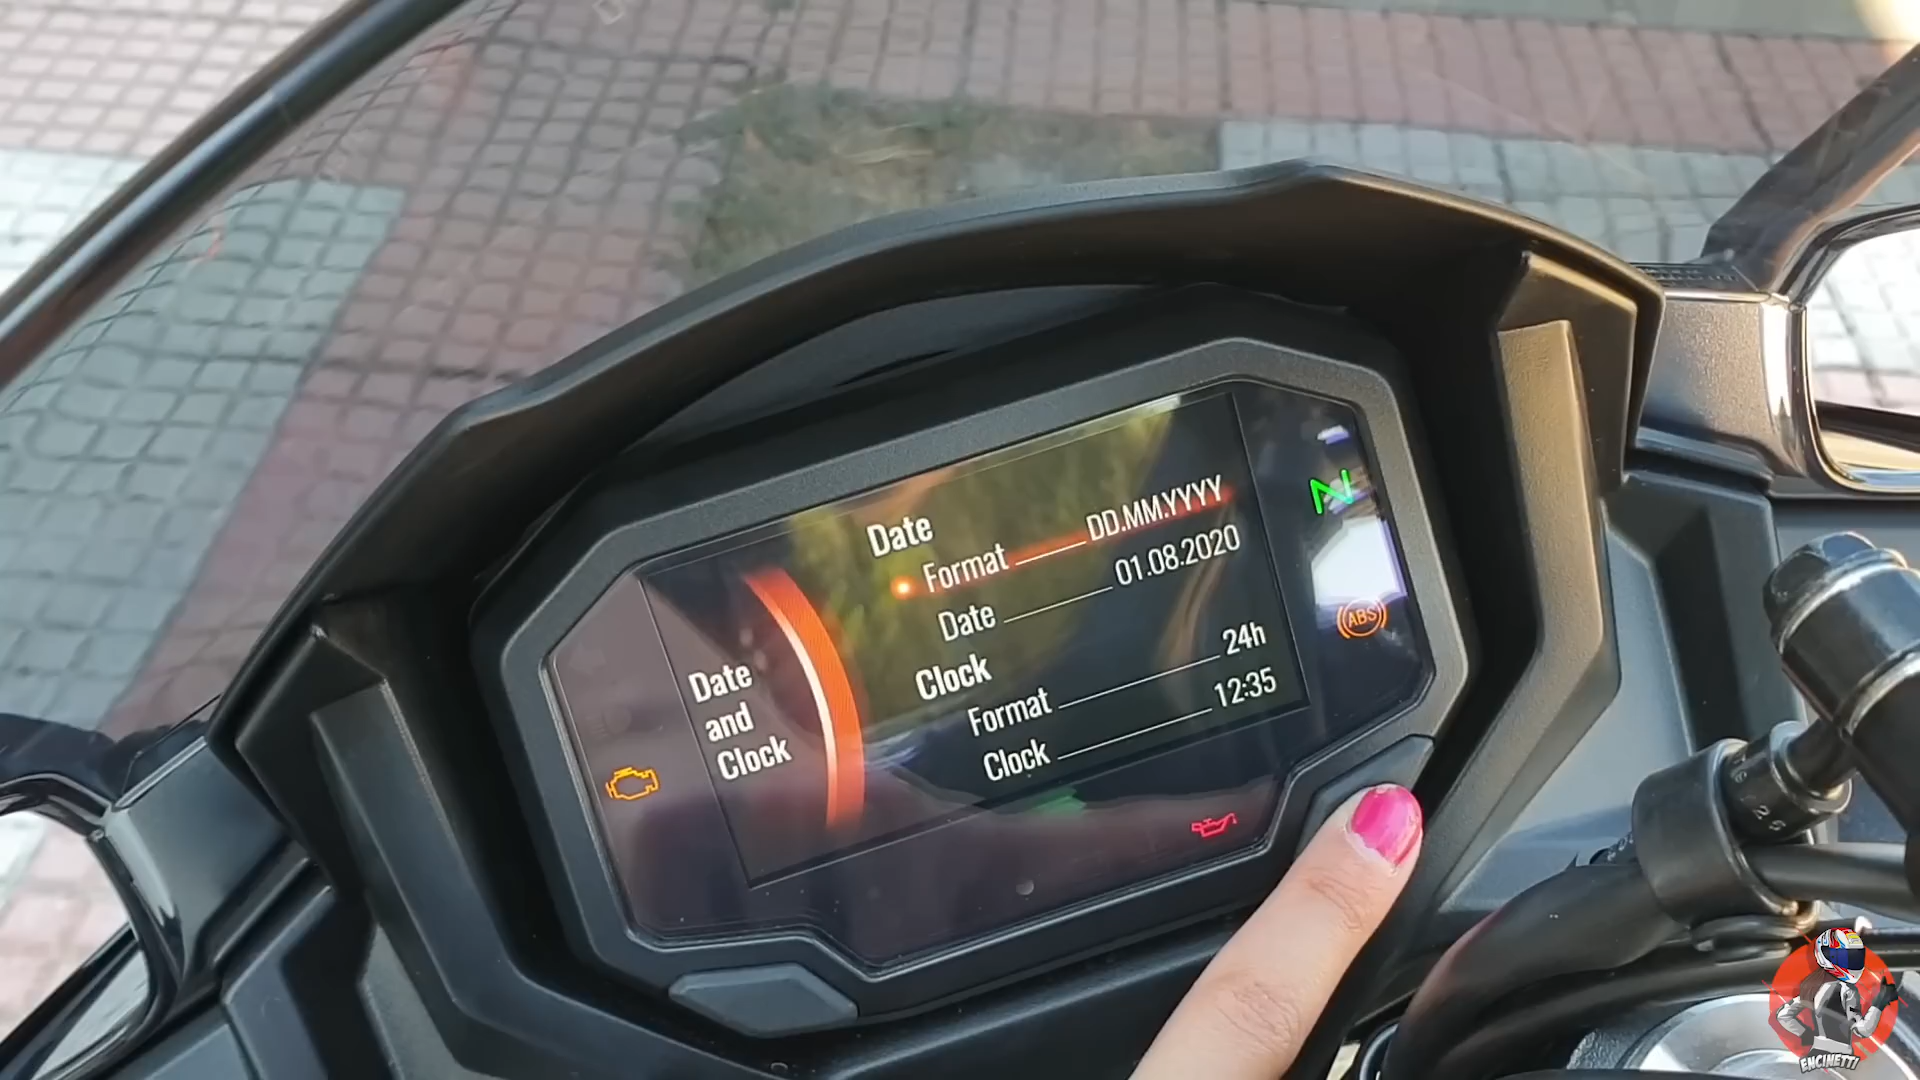 Date
Format DD.MM.YYYY
Date 01.08.2020
Clock
Format 24h
Clock 12:35
Date
and
Clock
N
ABS
ENCINETTI